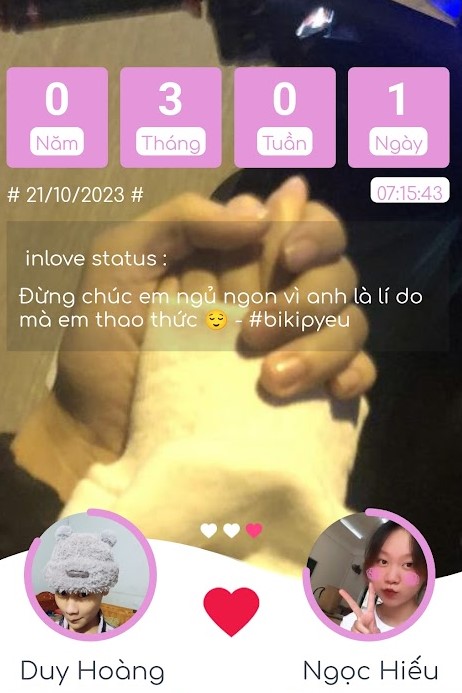 0 3 0 1
Năm Tháng Tuần Ngày
# 21/10/2023 # 07:15:43
inlove status :
Đừng chúc em ngủ ngon vì anh là lí do
mà em thao thức 😌 - #bikipyeu
Duy Hoàng Ngọc Hiếu